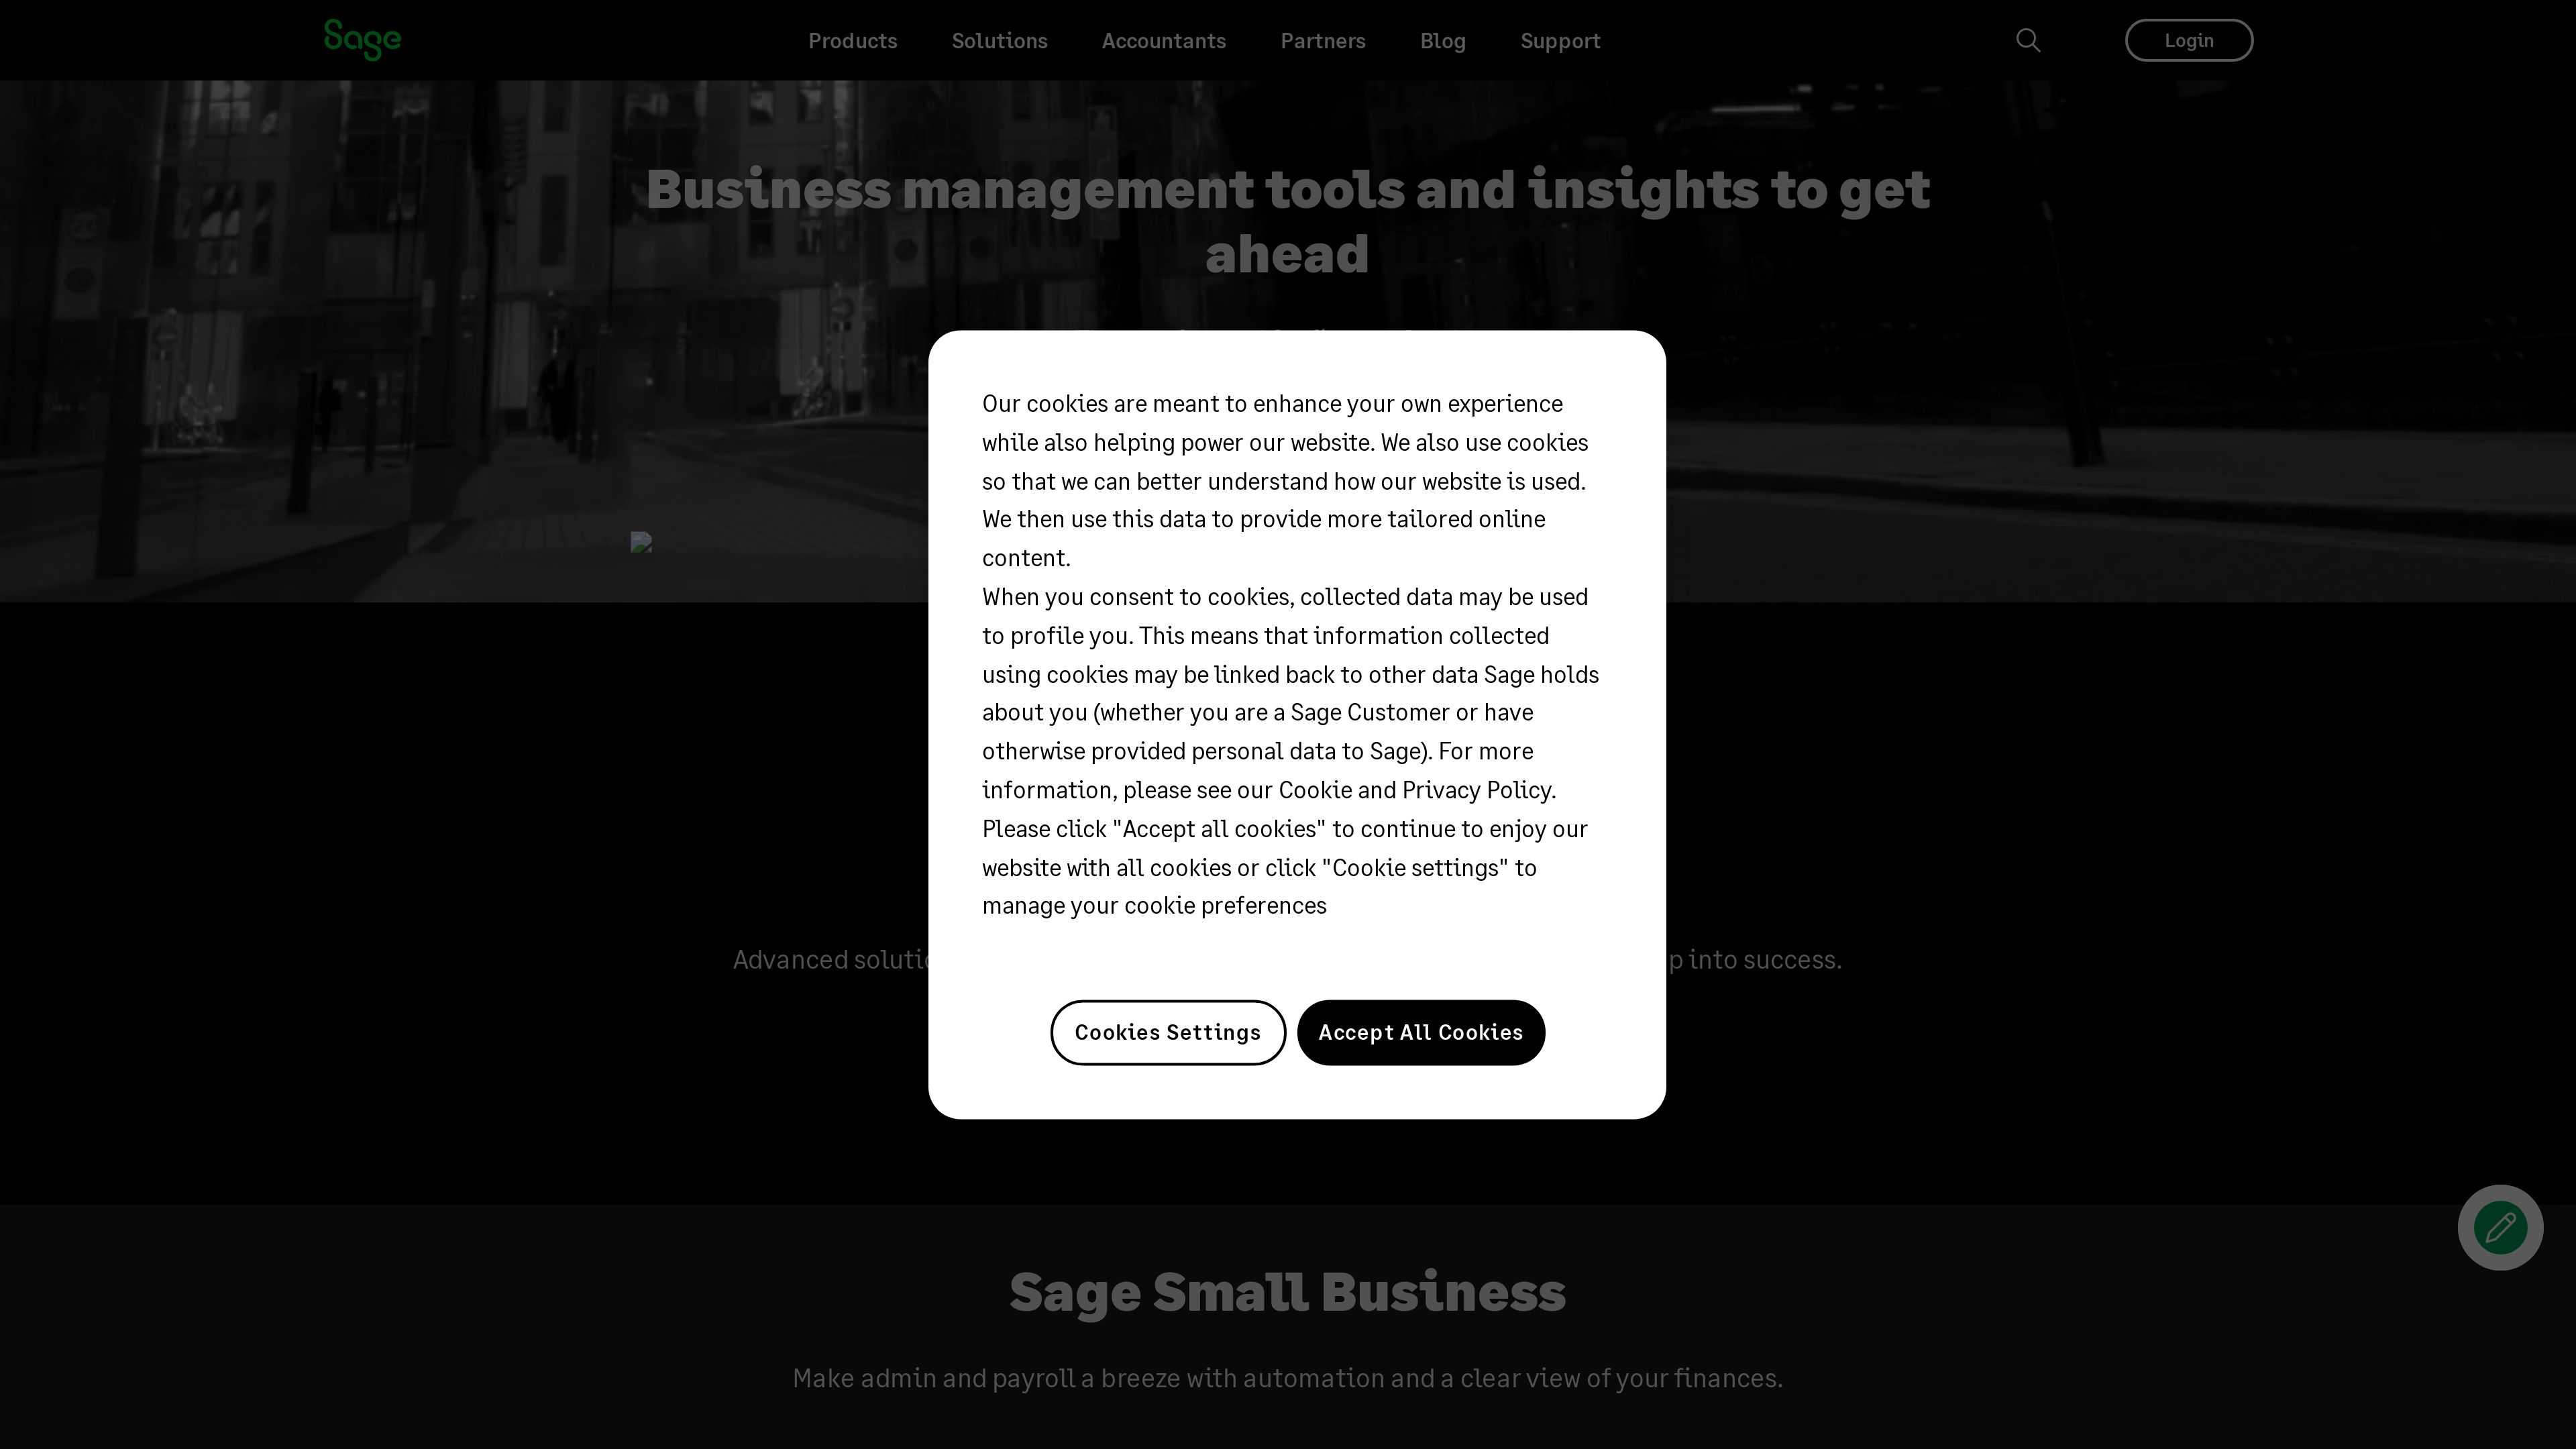 Sage
Products
Solutions
Accountants
Partners
Blog
Support
Login
Business management tools and insights to get
ahead
Our cookies are meant to enhance your own experience
while also helping power our website. We also use cookies
so that we can better understand how our website is used.
We then use this data to provide more tailored online
content.
When you consent to cookies, collected data may be used
to profile you. This means that information collected
using cookies may be linked back to other data Sage holds
about you (whether you are a Sage Customer or have
otherwise provided personal data to Sage). For more
information, please see our Cookie and Privacy Policy.
Please click "Accept all cookies" to continue to enjoy our
website with all cookies or click "Cookie settings" to
manage your cookie preferences
Advanced
into success.
Cookies Settings
Accept All Cookies
Sage Small Business
Make admin and payroll a breeze with automation and a clear view of your finances.